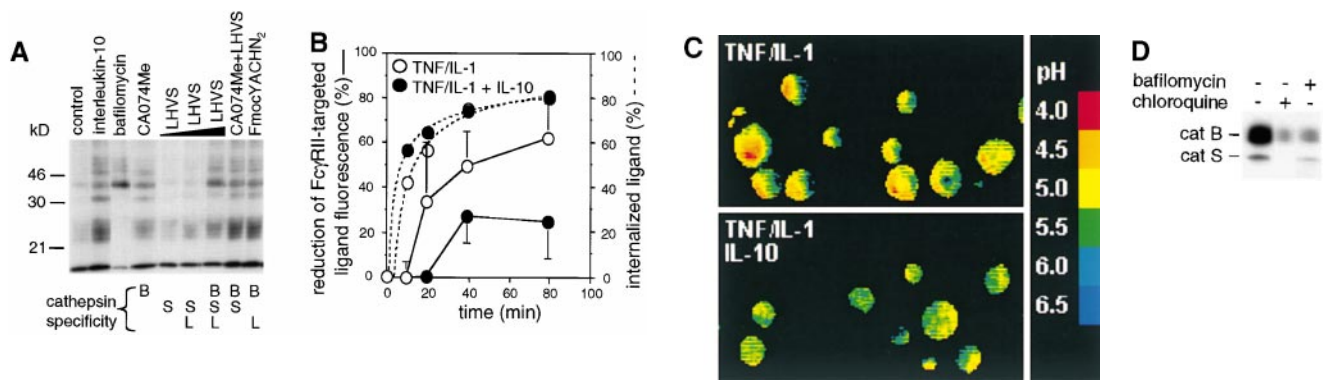 A
control
interleukin-10
bafilomycin
CA074Me
LHVS
LHVS
LHVS
CA074Me+LHVS
FmocYACHN2
kD
46
30
21
cathepsin specificity
B
S
S
L
B
S
L
B
S
B
L
B
reduction of FcγRII-targeted
ligand fluorescence (%)
100
80
60
40
20
0
TNF/IL-1
TNF/IL-1 + IL-10
100
80
60
40
20
0
internalized ligand (%)
0 20 40 60 80 100
time (min)
C
TNF/IL-1
TNF/IL-1
IL-10
pH
4.0
4.5
5.0
5.5
6.0
6.5
D
bafilomycin - - +
chloroquine - + -
cat B
cat S